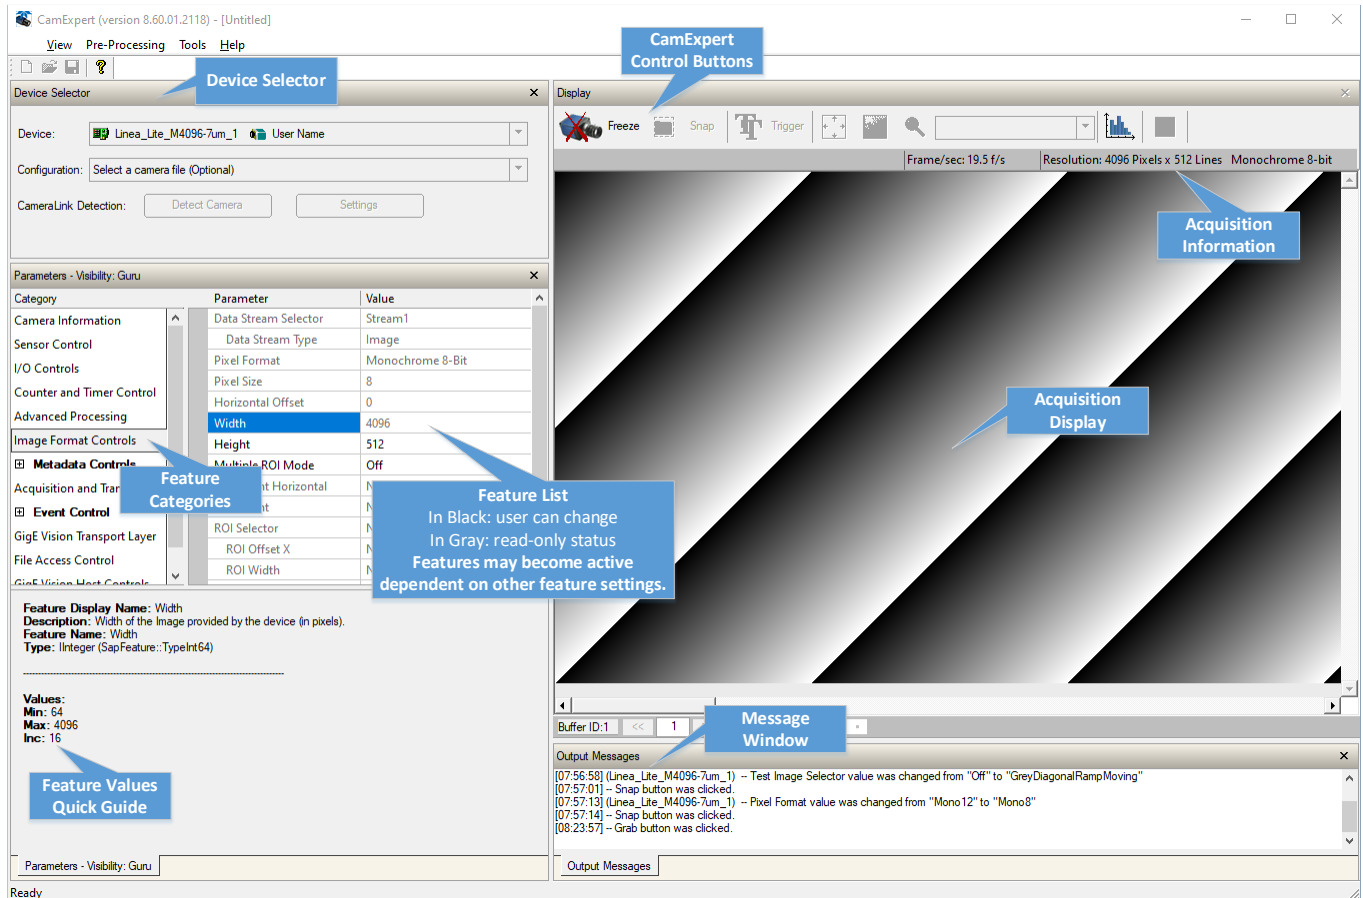 CamExpert (version 8.60.01.2118) - [Untitled]
View Pre-Processing Tools Help
CamExpert
Control Buttons
Device Selector
Device Selector
Device: Linea_Lite_M4096-7um_1 User Name
Configuration: Select a camera file (Optional)
CameraLink Detection: Detect Camera Settings
Display
Freeze Snap Trigger
Frame/sec: 19.5 f/s Resolution: 4096 Pixels x 512 Lines Monochrome 8-bit
Acquisition
Information
Acquisition
Display
Parameters - Visibility: Guru
Category Parameter Value
Camera Information
Sensor Control
I/O Controls
Counter and Timer Control
Advanced Processing
Image Format Controls
Metadata Controls
Acquisition and
Event Control
GigE Vision Transport Layer
File Access Control
GigE Vision Host Controls
Feature
Categories
Data Stream Selector Stream1
Data Stream Type Image
Pixel Format Monochrome 8-Bit
Pixel Size 8
Horizontal Offset 0
Width 4096
Height 512
Multiple ROI Mode Off
Horizontal
ROI Selector
ROI Offset X
ROI Width
Feature List
In Black: user can change
In Gray: read-only status
Features may become active
dependent on other feature settings.
Feature Display Name: Width
Description: Width of the Image provided by the device (in pixels).
Feature Name: Width
Type: IInteger (SapFeature::TypeInt64)
Values:
Min: 64
Max: 4096
Inc: 16
Feature Values
Quick Guide
Parameters - Visibility: Guru
Buffer ID:1 << 1
Message
Window
Output Messages
[07:56:58] (Linea_Lite_M4096-7um_1) -- Test Image Selector value was changed from "Off" to "GreyDiagonalRampMoving"
[07:57:01] -- Snap button was clicked.
[07:57:13] (Linea_Lite_M4096-7um_1) -- Pixel Format value was changed from "Mono12" to "Mono8"
[07:57:14] -- Snap button was clicked.
[08:23:57] -- Grab button was clicked.
Output Messages
Ready